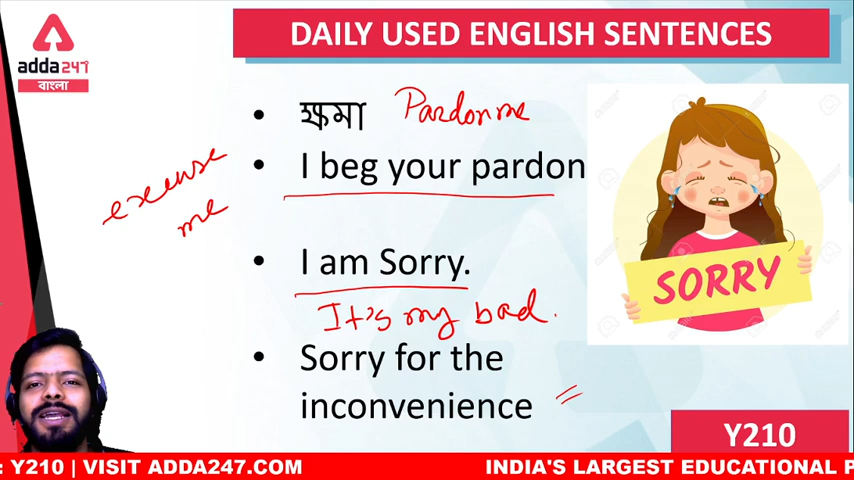 DAILY USED ENGLISH SENTENCES
adda247
বাংলা
• ক্ষমা Pardon me
• I beg your pardon
excuse
me
• I am Sorry.
It's my bad.
• Sorry for the
inconvenience
SORRY
Y210
: Y210 | VISIT ADDA247.COM INDIA'S LARGEST EDUCATIONAL P